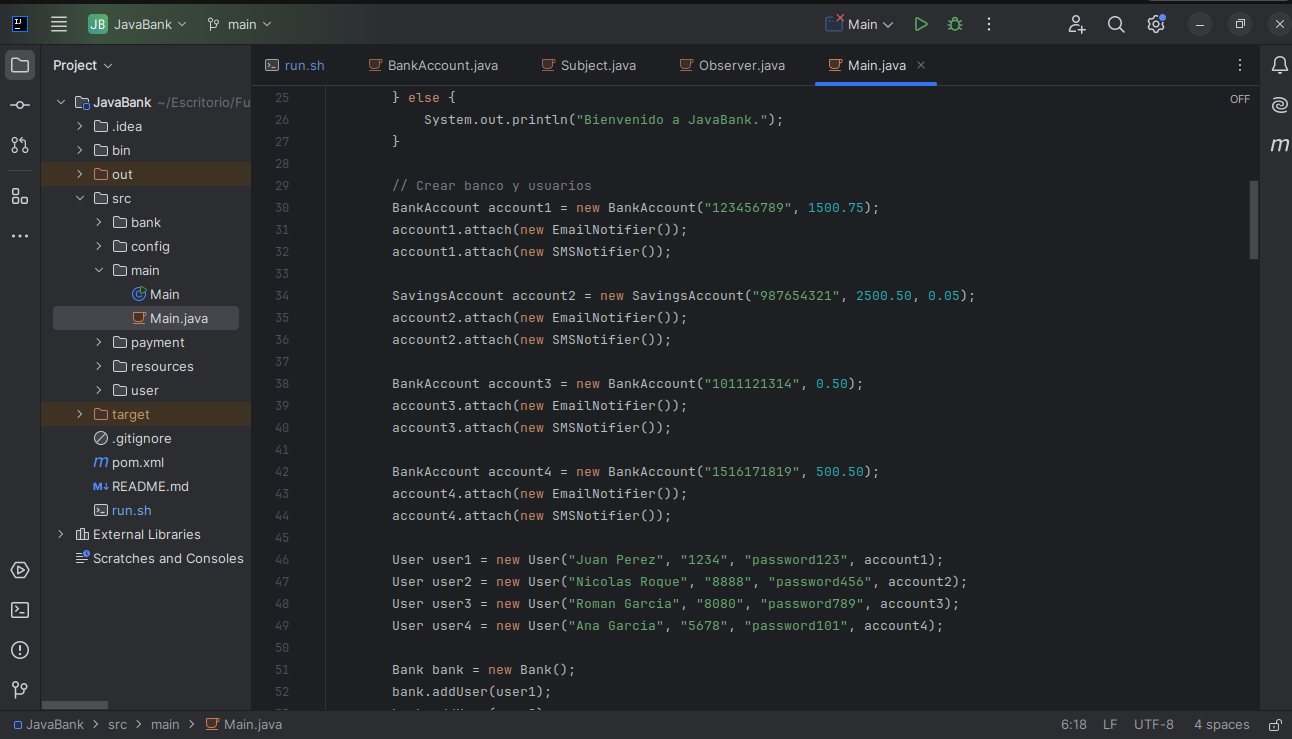 JB JavaBank main Main
Project
run.sh BankAccount.java Subject.java Observer.java Main.java
OFF
JavaBank ~/Escritorio/Fu
.idea
bin
out
src
bank
config
main
Main
Main.java
payment
resources
user
target
.gitignore
m pom.xml
M↓ README.md
run.sh
External Libraries
Scratches and Consoles
25 } else {
26 System.out.println("Bienvenido a JavaBank.");
27 }
28
29 // Crear banco y usuarios
30 BankAccount account1 = new BankAccount("123456789", 1500.75);
31 account1.attach(new EmailNotifier());
32 account1.attach(new SMSNotifier());
33
34 SavingsAccount account2 = new SavingsAccount("987654321", 2500.50, 0.05);
35 account2.attach(new EmailNotifier());
36 account2.attach(new SMSNotifier());
37
38 BankAccount account3 = new BankAccount("1011121314", 0.50);
39 account3.attach(new EmailNotifier());
40 account3.attach(new SMSNotifier());
41
42 BankAccount account4 = new BankAccount("1516171819", 500.50);
43 account4.attach(new EmailNotifier());
44 account4.attach(new SMSNotifier());
45
46 User user1 = new User("Juan Perez", "1234", "password123", account1);
47 User user2 = new User("Nicolas Roque", "8888", "password456", account2);
48 User user3 = new User("Roman Garcia", "8080", "password789", account3);
49 User user4 = new User("Ana Garcia", "5678", "password101", account4);
50
51 Bank bank = new Bank();
52 bank.addUser(user1);
m
JavaBank > src > main > Main.java 6:18 LF UTF-8 4 spaces